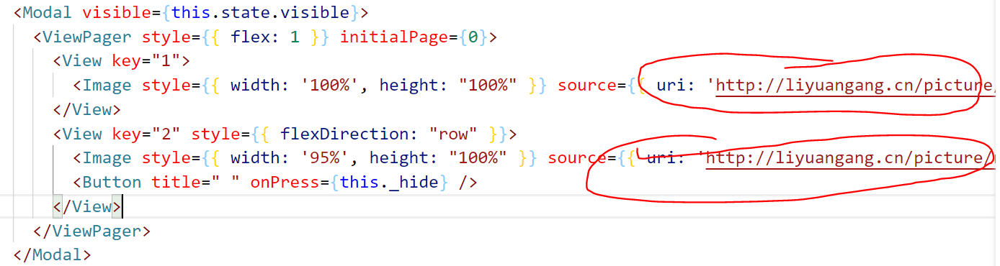 <Modal visible={this.state.visible}>
<ViewPager style={{ flex: 1 }} initialPage={0}>
<View key="1">
<Image style={{ width: '100%', height: "100%" }} source={{ uri: 'http://liyuangang.cn/picture/
</View>
<View key="2" style={{ flexDirection: "row" }}>
<Image style={{ width: '95%', height: "100%" }} source={{ uri: 'http://liyuangang.cn/picture/
<Button title=" " onPress={this._hide} />
</View>
</ViewPager>
</Modal>